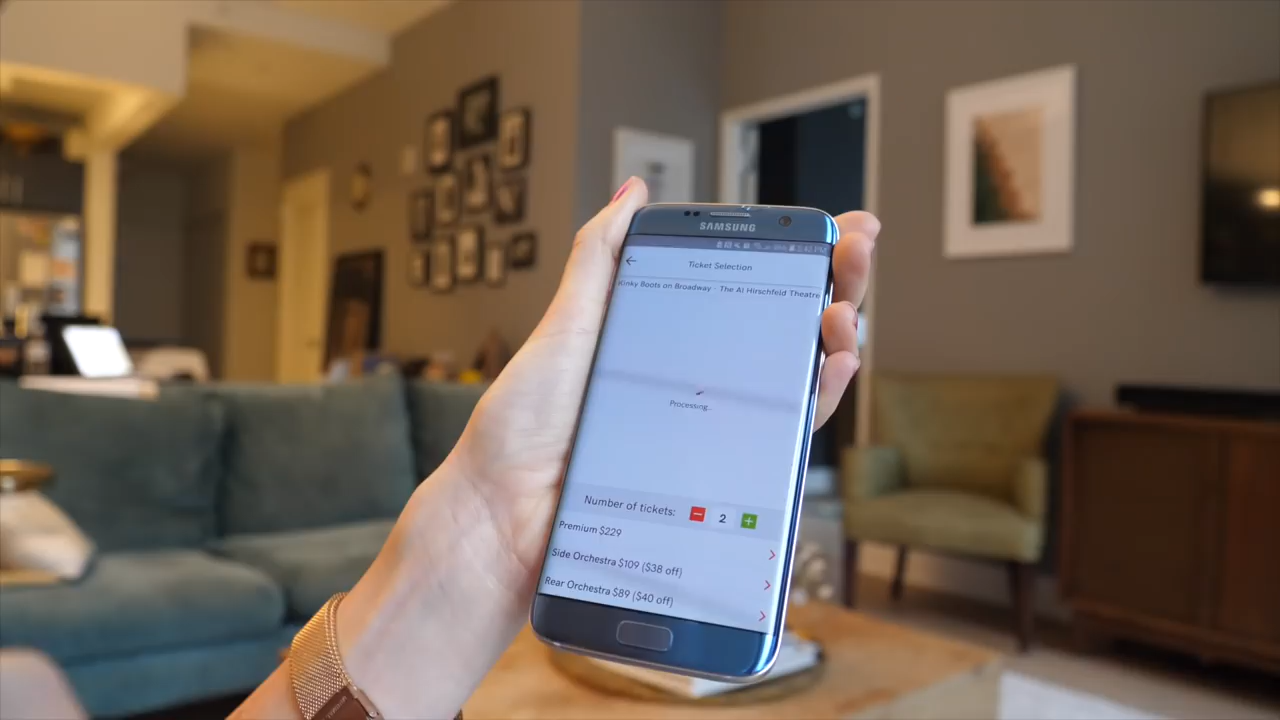 SAMSUNG
Ticket Selection
Kinky Boots on Broadway - The Al Hirschfeld Theatre
Processing..
Number of tickets: 2
Premium $229
Side Orchestra $109 ($38 off)
Rear Orchestra $89 ($40 off)